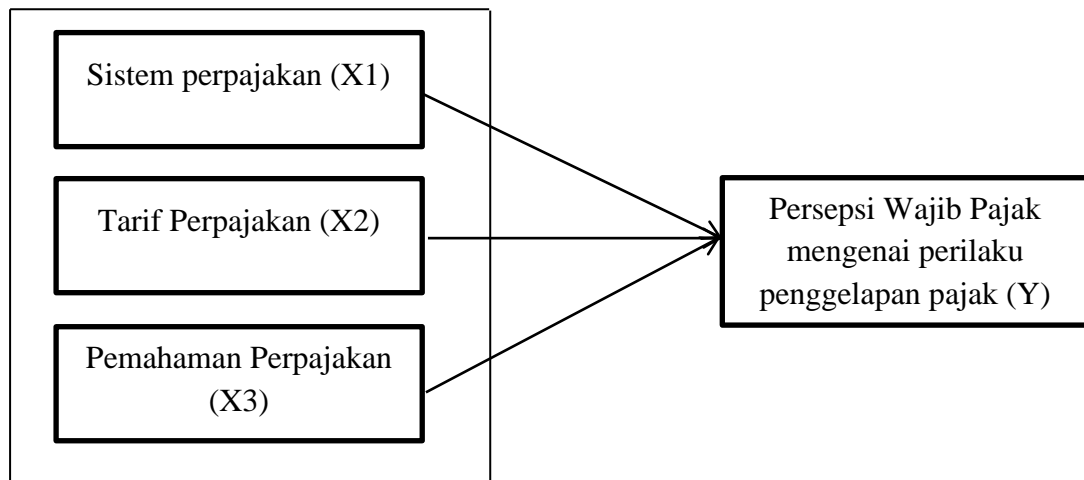 Sistem perpajakan (X1)
Tarif Perpajakan (X2)
Pemahaman Perpajakan
(X3)
Persepsi Wajib Pajak
mengenai perilaku
penggelapan pajak (Y)